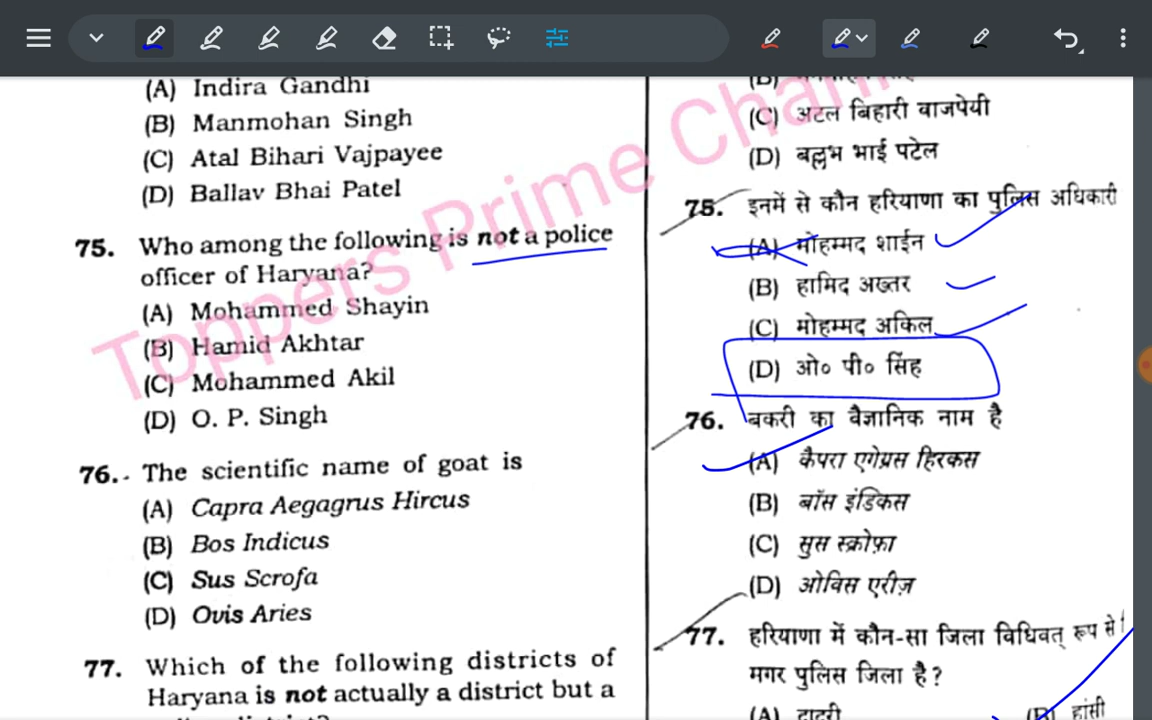 (A) Indira Gandhi
(B) Manmohan Singh
(C) Atal Bihari Vajpayee
(D) Ballav Bhai Patel
75. Who among the following is not a police
officer of Haryana?
(A) Mohammed Shayin
(B) Hamid Akhtar
(C) Mohammed Akil
(D) O. P. Singh
76. The scientific name of goat is
(A) Capra Aegagrus Hircus
(B) Bos Indicus
(C) Sus Scrofa
(D) Ovis Aries
77. Which of the following districts of
Haryana is not actually a district but a
(B)
(C) अटल बिहारी वाजपेयी
(D) बल्लभ भाई पटेल
75. इनमें से कौन हरियाणा का पुलिस अधिकारी
(A) मोहम्मद शाईन
(B) हामिद अख्तर
(C) मोहम्मद अकिल
(D) ओ० पी० सिंह
76. बकरी का वैज्ञानिक नाम है
(A) कैपरा एगेग्रस हिरकस
(B) बॉस इंडिकस
(C) सुस स्क्रोफ़ा
(D) ओविस एरीज़
77. हरियाणा में कौन-सा जिला विधिवत् रूप से
मगर पुलिस जिला है?
(A) दादरी (B) हांसी
Toppers Prime